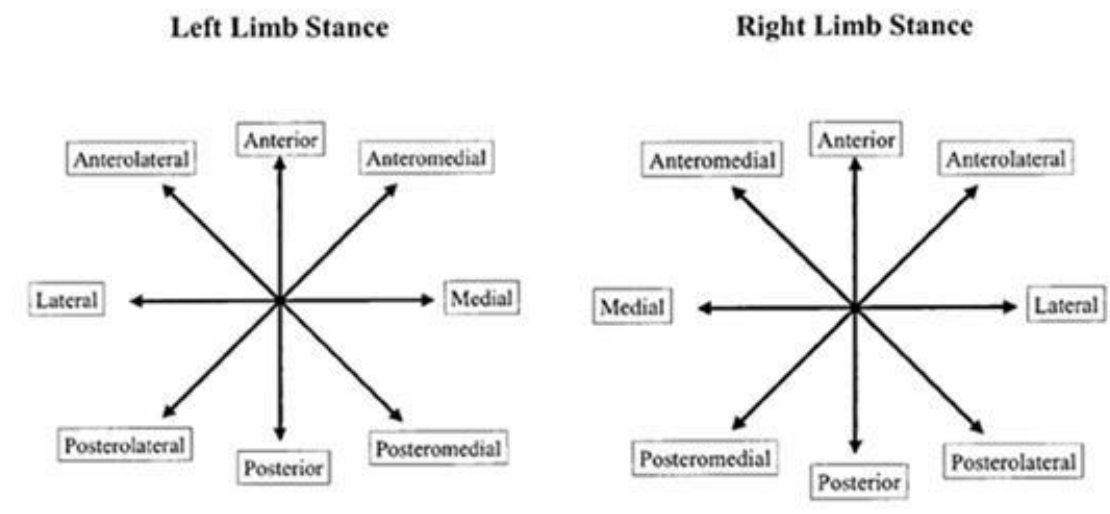 Left Limb Stance
Anterior
Anterolateral
Anteromedial
Lateral
Medial
Posterolateral
Posteromedial
Posterior
Right Limb Stance
Anterior
Anteromedial
Anterolateral
Medial
Lateral
Posteromedial
Posterolateral
Posterior